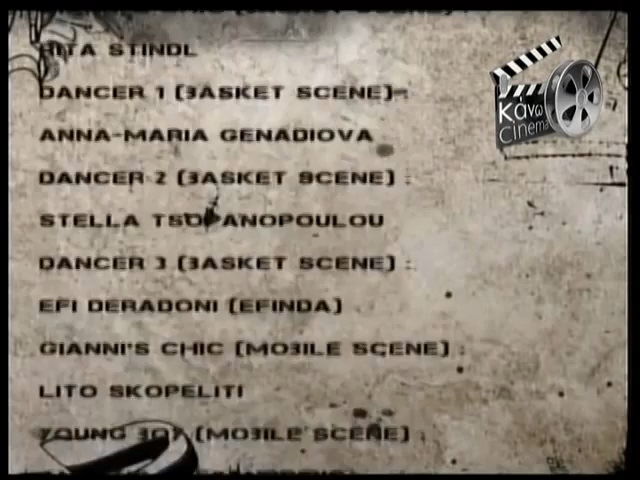 RITA STINDL
DANCER 1 (BASKET SCENE) :
ANNA-MARIA GENADIOVA
DANCER 2 (BASKET SCENE) :
STELLA TSOPANOPOULOU
DANCER 3 (BASKET SCENE) :
EFI DERADONI (EFINDA)
GIANNI'S CHIC (MOBILE SCENE) :
LITO SKOPELITI
YOUNG BOY (MOBILE SCENE) :
Κάνω
cinema